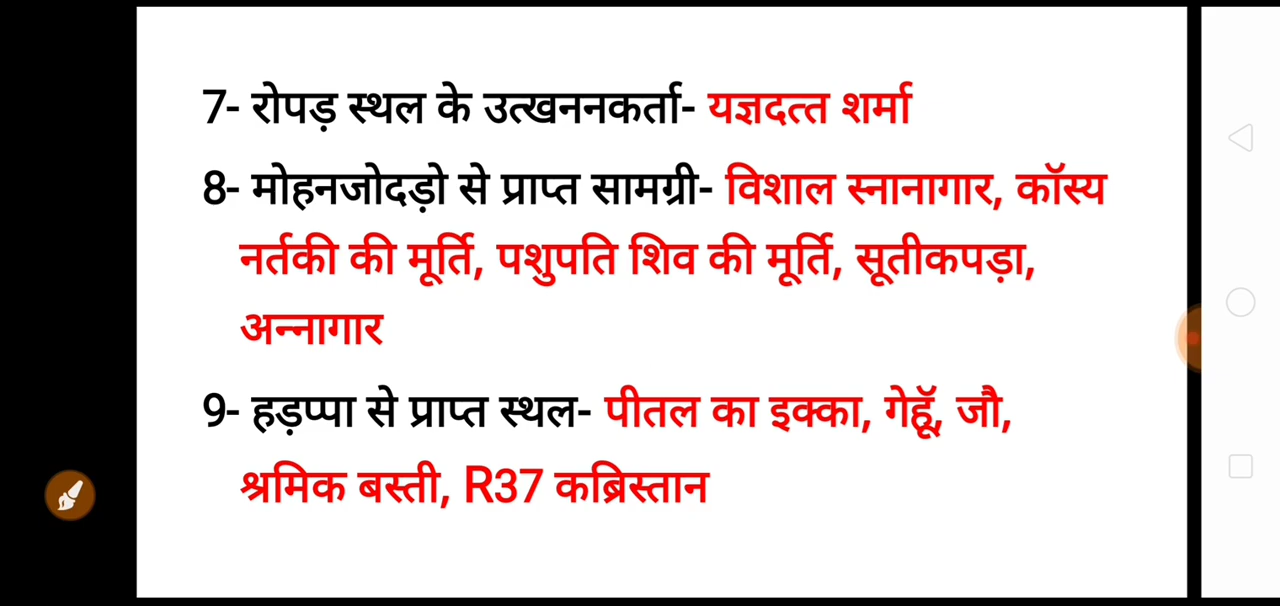 7- रोपड़ स्थल के उत्खननकर्ता- यज्ञदत्त शर्मा
8- मोहनजोदड़ो से प्राप्त सामग्री- विशाल स्नानागार, कॉस्य
नर्तकी की मूर्ति, पशुपति शिव की मूर्ति, सूतीकपड़ा,
अन्नागार
9- हड़प्पा से प्राप्त स्थल- पीतल का इक्का, गेहूॅ, जौ,
श्रमिक बस्ती, R37 कब्रिस्तान